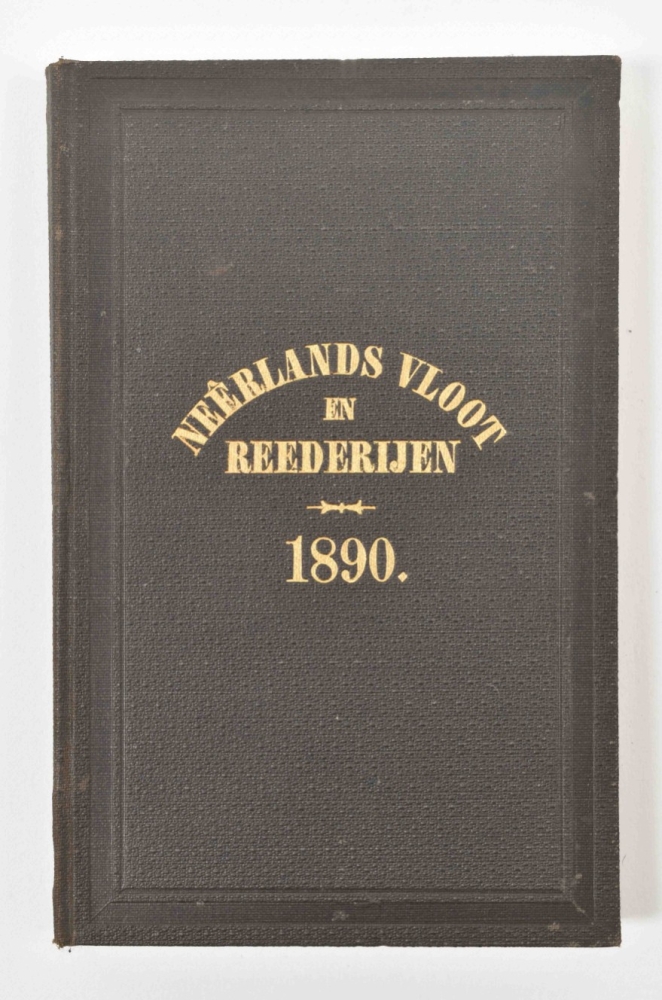 NEÊRLANDS VLOOT
EN
REEDERIJEN
1890.